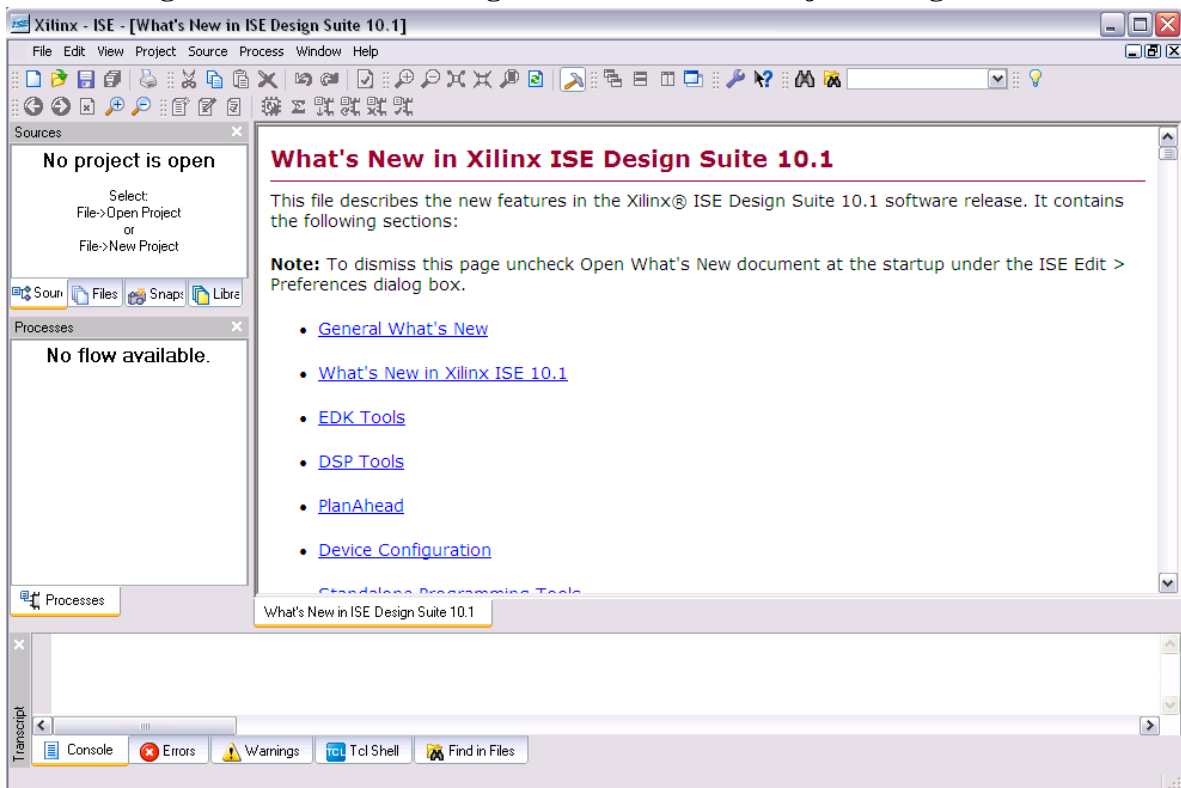 Xilinx - ISE - [What's New in ISE Design Suite 10.1]
File Edit View Project Source Process Window Help
Sources
No project is open
Select:
File->Open Project
or
File->New Project
Sour Files Snaps Libra
Processes
No flow available.
Processes
What's New in Xilinx ISE Design Suite 10.1
This file describes the new features in the Xilinx® ISE Design Suite 10.1 software release. It contains
the following sections:
Note: To dismiss this page uncheck Open What's New document at the startup under the ISE Edit >
Preferences dialog box.
• General What's New
• What's New in Xilinx ISE 10.1
• EDK Tools
• DSP Tools
• PlanAhead
• Device Configuration
Standalone Programming Tools
What's New in ISE Design Suite 10.1
Transcript
Console Errors Warnings TCL Tcl Shell Find in Files